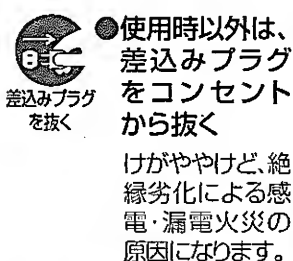 差込みプラグ
を抜く
●使用時以外は、
差込みプラグ
をコンセント
から抜く
けがややけど、絶
縁劣化による感
電・漏電火災の
原因になります。